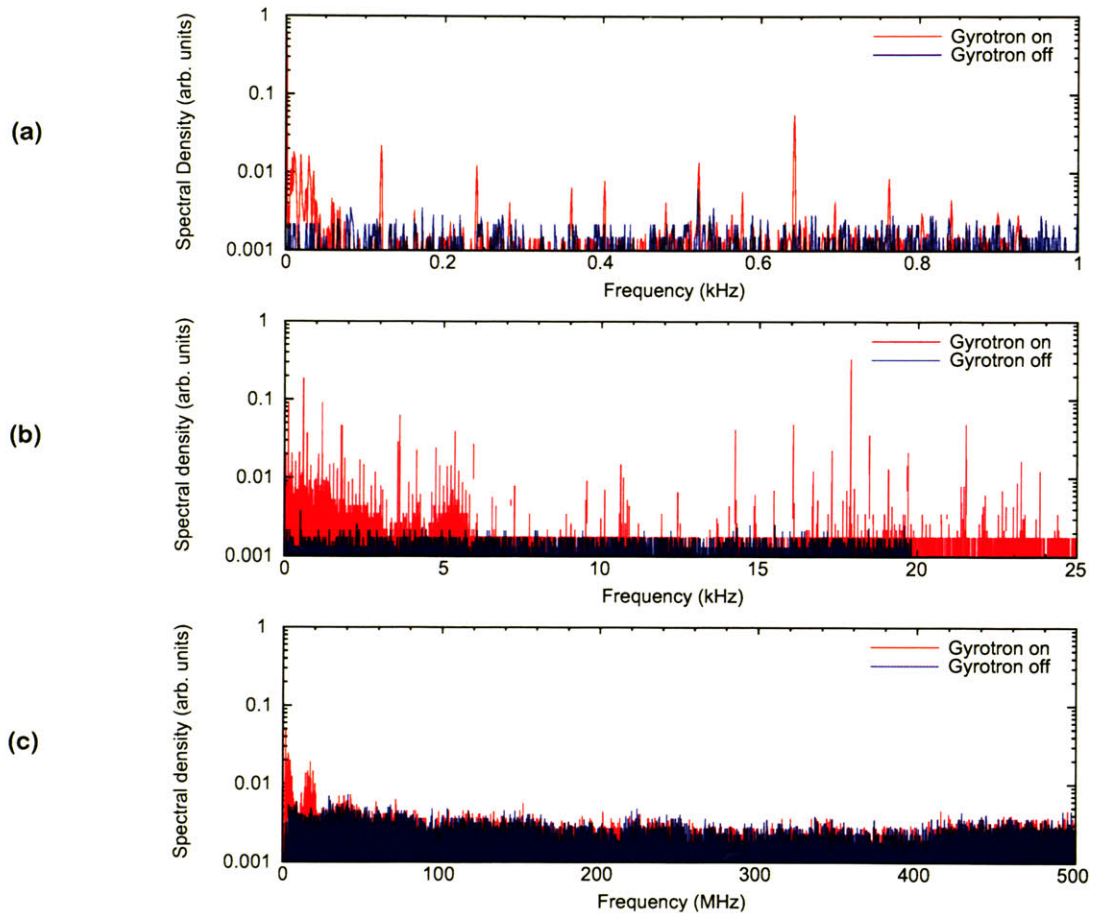 (a)
Spectral Density (arb. units)
1
0.1
0.01
0.001
Gyrotron on
Gyrotron off
0
0.2
0.4
0.6
0.8
1
Frequency (kHz)
(b)
Spectral density (arb. units)
1
0.1
0.01
0.001
Gyrotron on
Gyrotron off
0
5
10
15
20
25
Frequency (kHz)
(c)
Spectral density (arb. units)
1
0.1
0.01
0.001
Gyrotron on
Gyrotron off
0
100
200
300
400
500
Frequency (MHz)